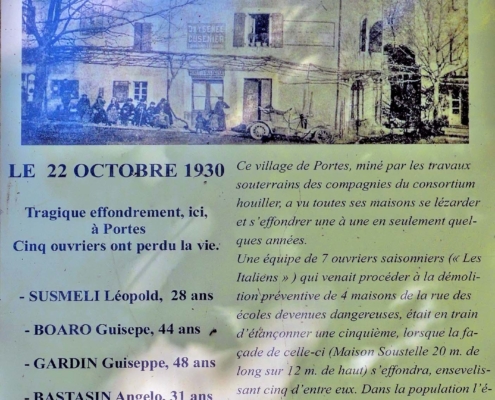 LE 22 OCTOBRE 1930
Tragique effondrement, ici,
à Portes
Cinq ouvriers ont perdu la vie.
- SUSMELI Léopold, 28 ans
- BOARO Guisepe, 44 ans
- GARDIN Guiseppe, 48 ans
- BASTASIN Angelo, 31 ans
Ce village de Portes, miné par les travaux
souterrains des compagnies du consortium
houiller, a vu toutes ses maisons se lézarder
et s'effondrer une à une en seulement quel-
ques années.
Une équipe de 7 ouvriers saisonniers (« Les
Italiens » ) qui venait procéder à la démoli-
tion préventive de 4 maisons de la rue des
écoles devenues dangereuses, était en train
d'étançonner une cinquième, lorsque la fa-
çade de celle-ci (Maison Soustelle 20 m. de
long sur 12 m. de haut) s'effondra, ensevelis-
sant cinq d'entre eux. Dans la population l'é-